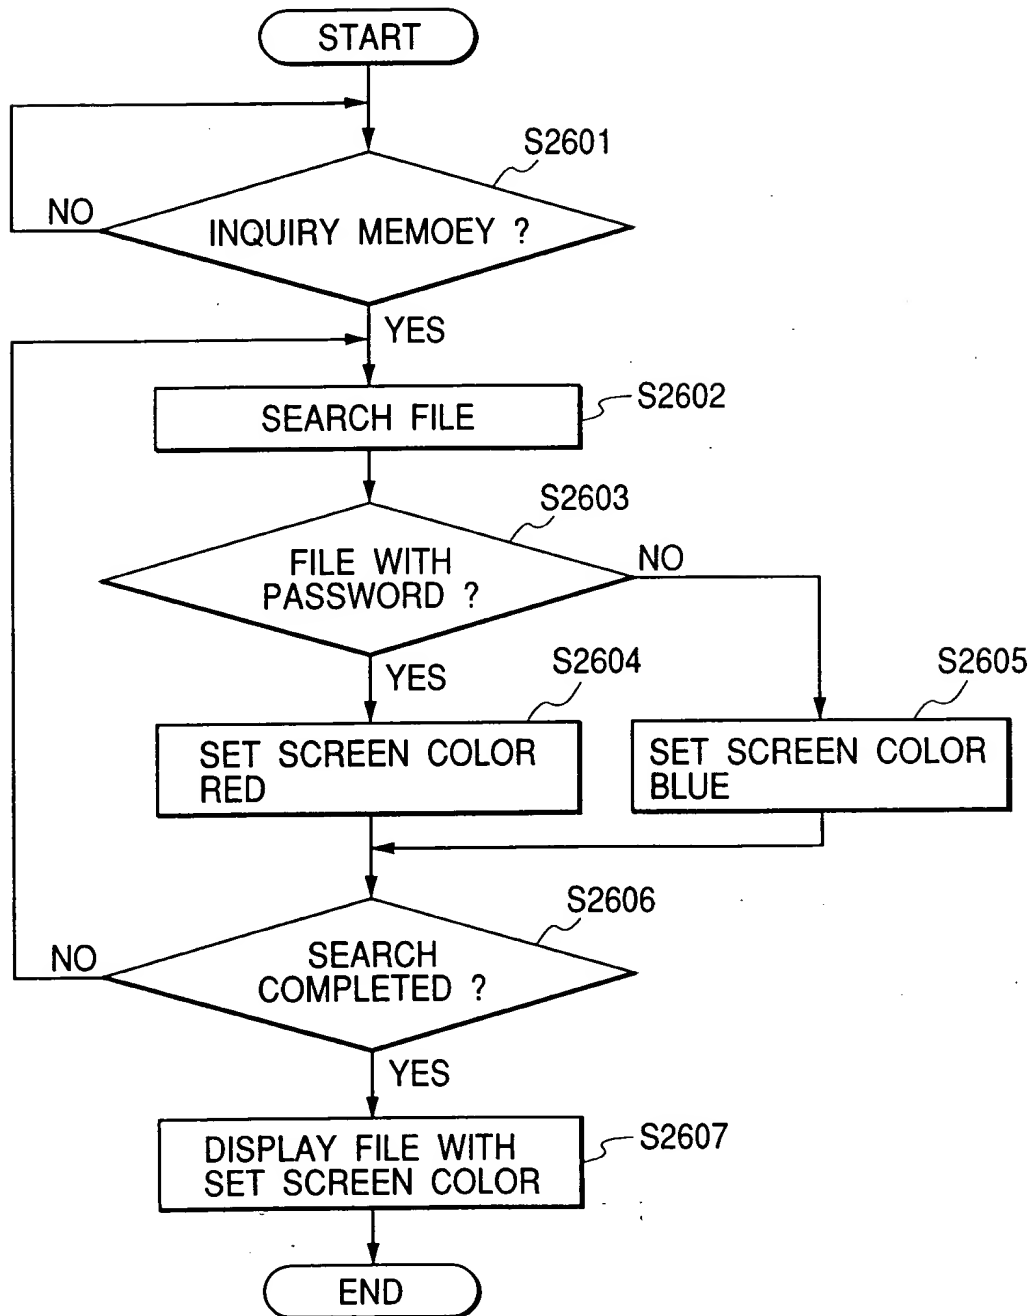 START
S2601
NO
INQUIRY MEMOEY ?
YES
SEARCH FILE
S2602
S2603
FILE WITH
PASSWORD ?
NO
YES
S2604
S2605
SET SCREEN COLOR
RED
SET SCREEN COLOR
BLUE
S2606
NO
SEARCH
COMPLETED ?
YES
DISPLAY FILE WITH
SET SCREEN COLOR
S2607
END